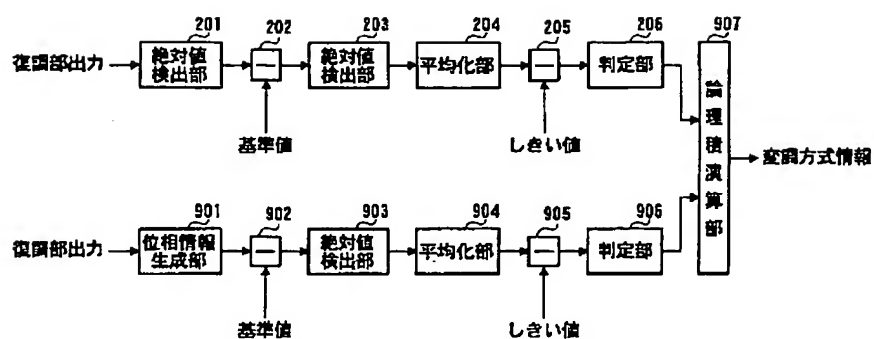 201 202 203 204 205 206 907
復調部出力
絶対値
検出部
ー
絶対値
検出部
平均化部
ー
判定部
基準値
しきい値
論理積演算部
変調方式情報
901 902 903 904 905 906
復調部出力
位相情報
生成部
ー
絶対値
検出部
平均化部
ー
判定部
基準値
しきい値